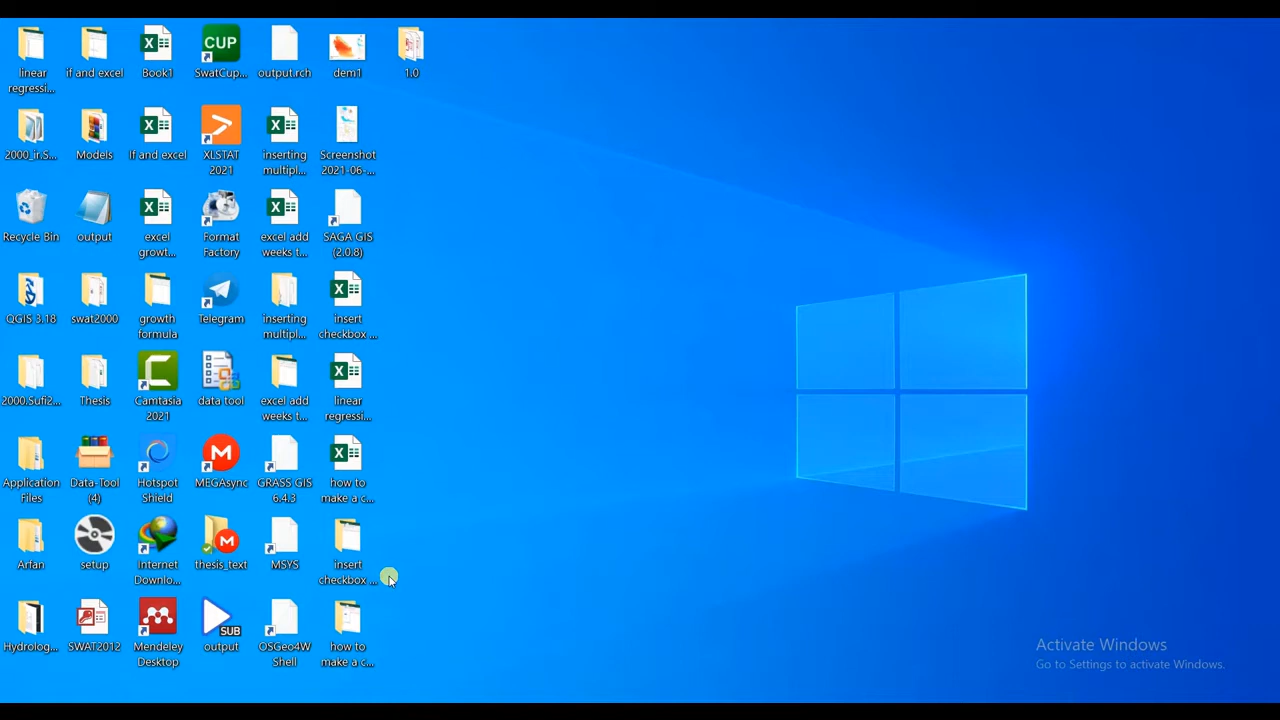 linear
regressi...
if and excel
Book1
CUP
SwatCup...
output.rch
dem1
1.0
2000_ir.S...
Models
If and excel
XLSTAT
2021
inserting
multipl...
Screenshot
2021-06-...
Recycle Bin
output
excel
growt...
Format
Factory
excel add
weeks t...
SAGA GIS
(2.0.8)
QGIS 3.18
swat2000
growth
formula
Telegram
inserting
multipl...
insert
checkbox ...
2000.Sufi2...
Thesis
Camtasia
2021
data tool
excel add
weeks t...
linear
regressi...
Application
Files
Data-Tool
(4)
Hotspot
Shield
MEGAsync
GRASS GIS
6.4.3
how to
make a c...
Arfan
setup
Internet
Downlo...
thesis_text
MSYS
insert
checkbox ...
Hydrolog...
SWAT2012
Mendeley
Desktop
SUB
output
OSGeo4W
Shell
how to
make a c...
Activate Windows
Go to Settings to activate Windows.